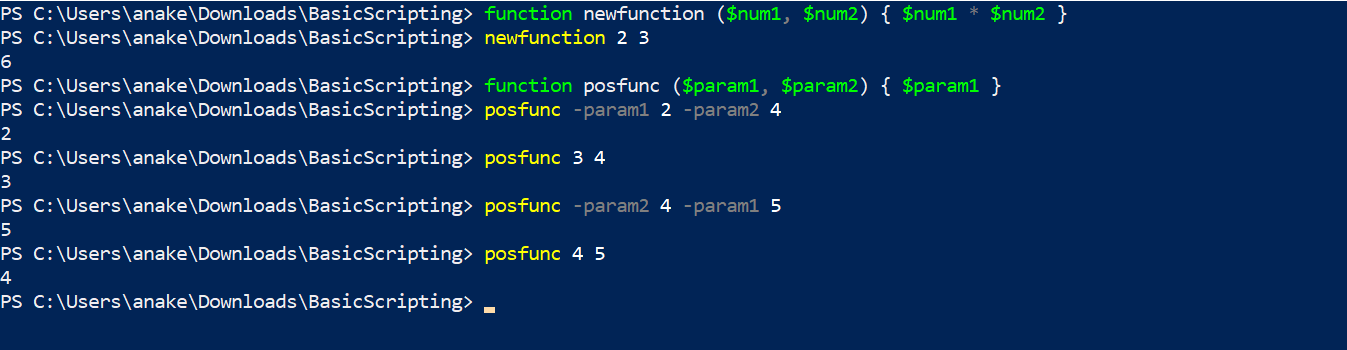 PS C:\Users\anake\Downloads\BasicScripting> function newfunction ($num1, $num2) { $num1 * $num2 }
PS C:\Users\anake\Downloads\BasicScripting> newfunction 2 3
6
PS C:\Users\anake\Downloads\BasicScripting> function posfunc ($param1, $param2) { $param1 }
PS C:\Users\anake\Downloads\BasicScripting> posfunc -param1 2 -param2 4
2
PS C:\Users\anake\Downloads\BasicScripting> posfunc 3 4
3
PS C:\Users\anake\Downloads\BasicScripting> posfunc -param2 4 -param1 5
5
PS C:\Users\anake\Downloads\BasicScripting> posfunc 4 5
4
PS C:\Users\anake\Downloads\BasicScripting>